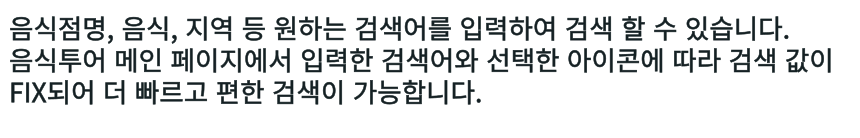 음식점명, 음식, 지역 등 원하는 검색어를 입력하여 검색 할 수 있습니다.
음식투어 메인 페이지에서 입력한 검색어와 선택한 아이콘에 따라 검색 값이
FIX되어 더 빠르고 편한 검색이 가능합니다.